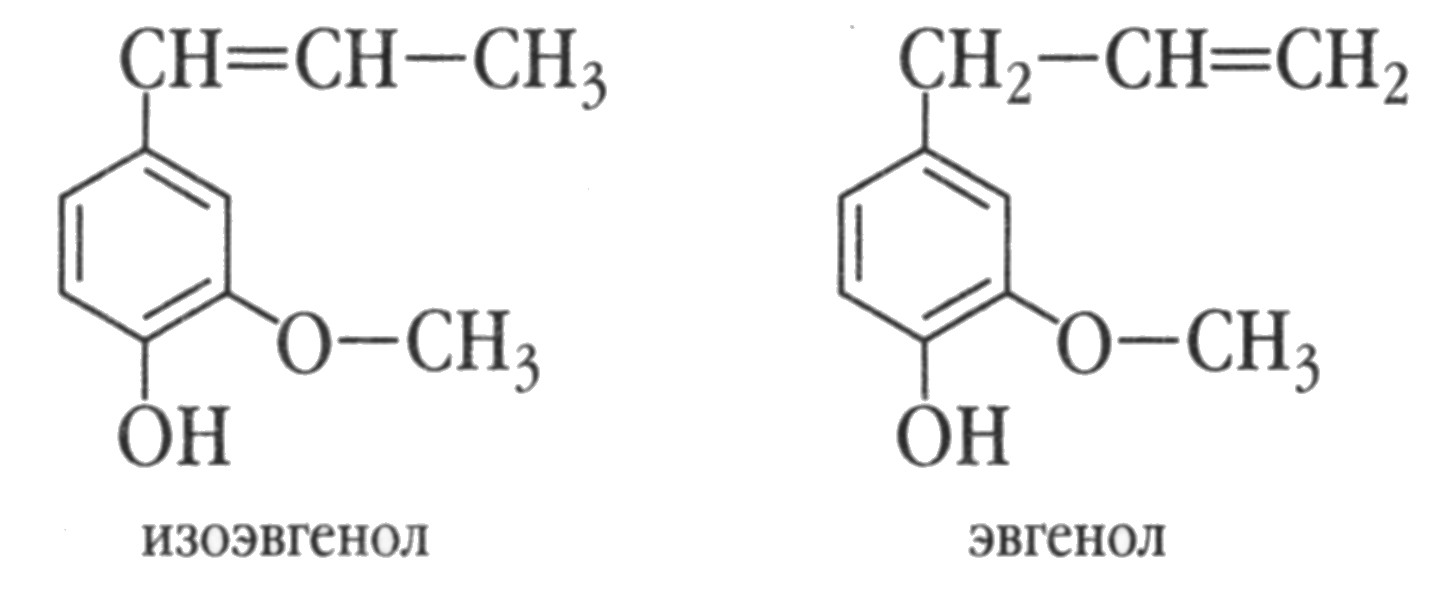 CH=CH—CH₃ CH₂—CH=CH₂
O—CH₃ O—CH₃
OH OH
изоэвгенол эвгенол